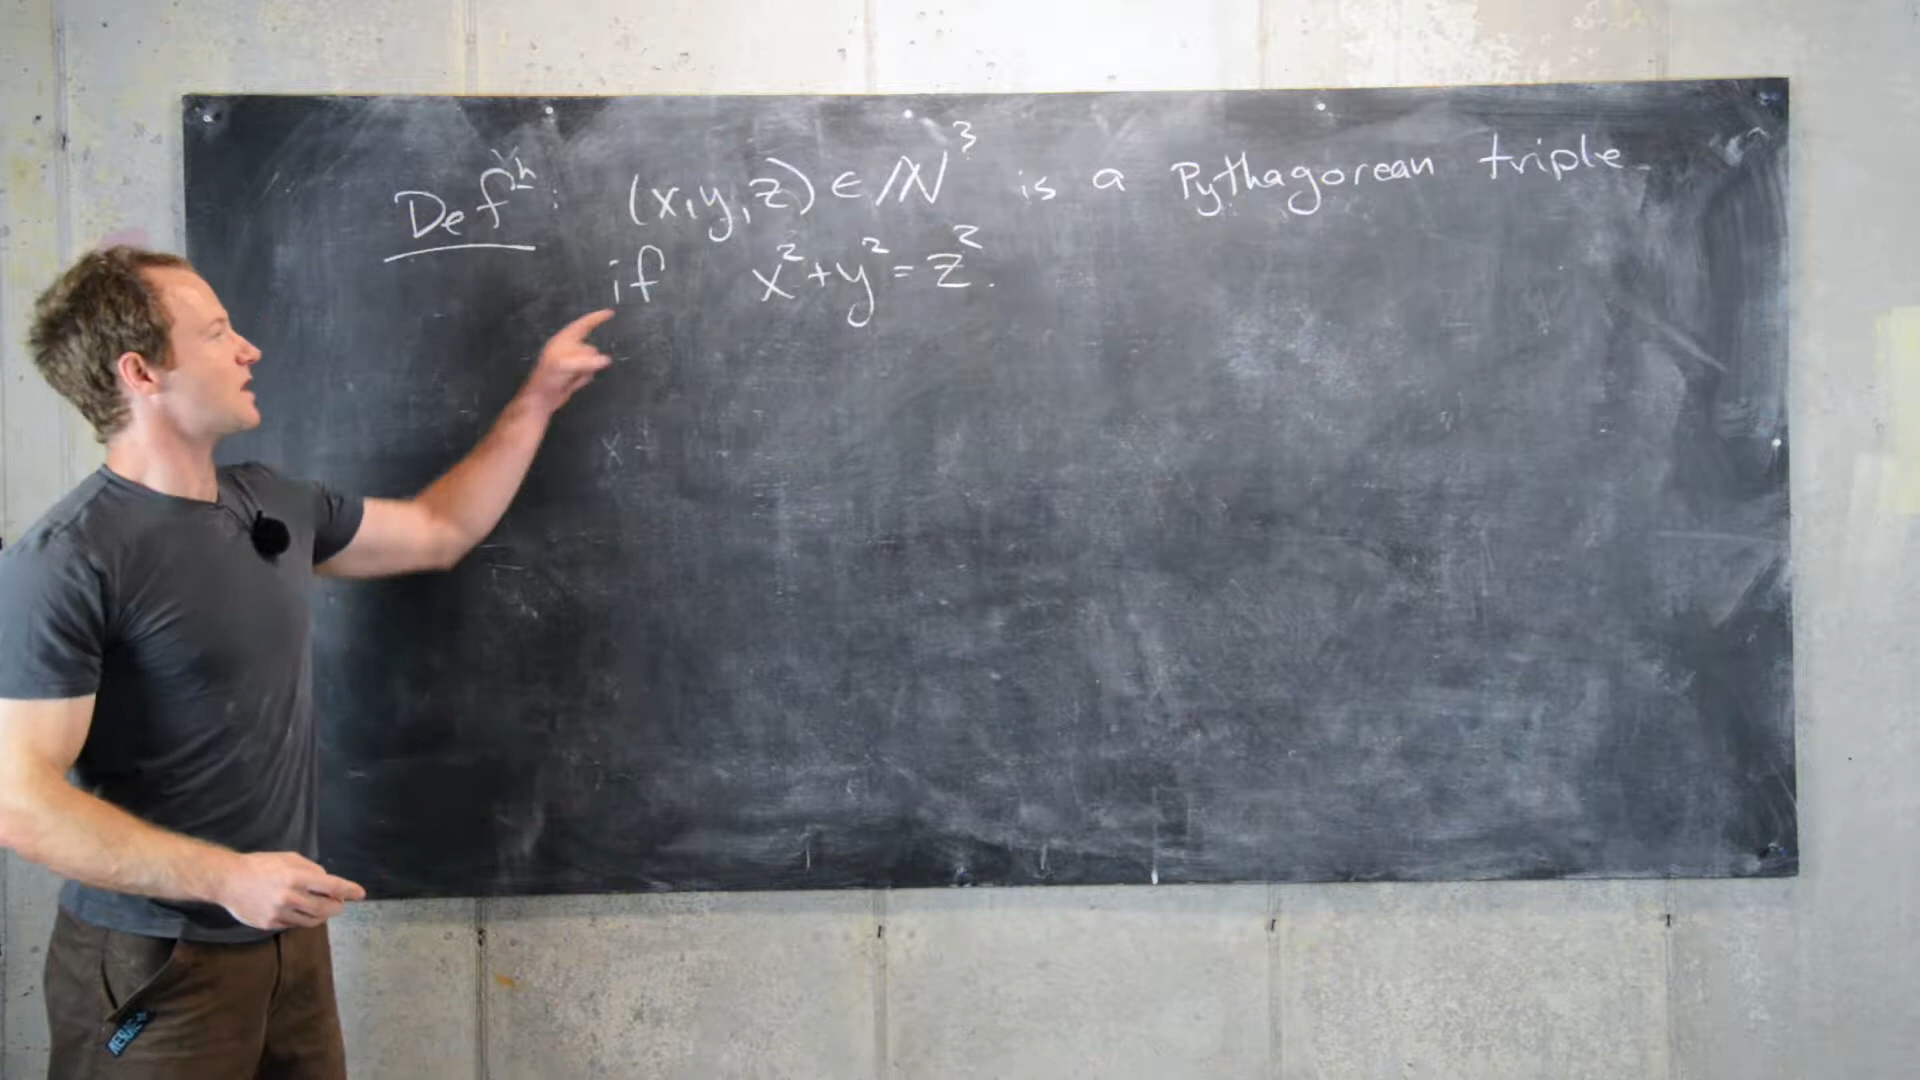 Defn: (x,y,z) ∈ ℕ³ is a Pythagorean triple
if x² + y² = z².